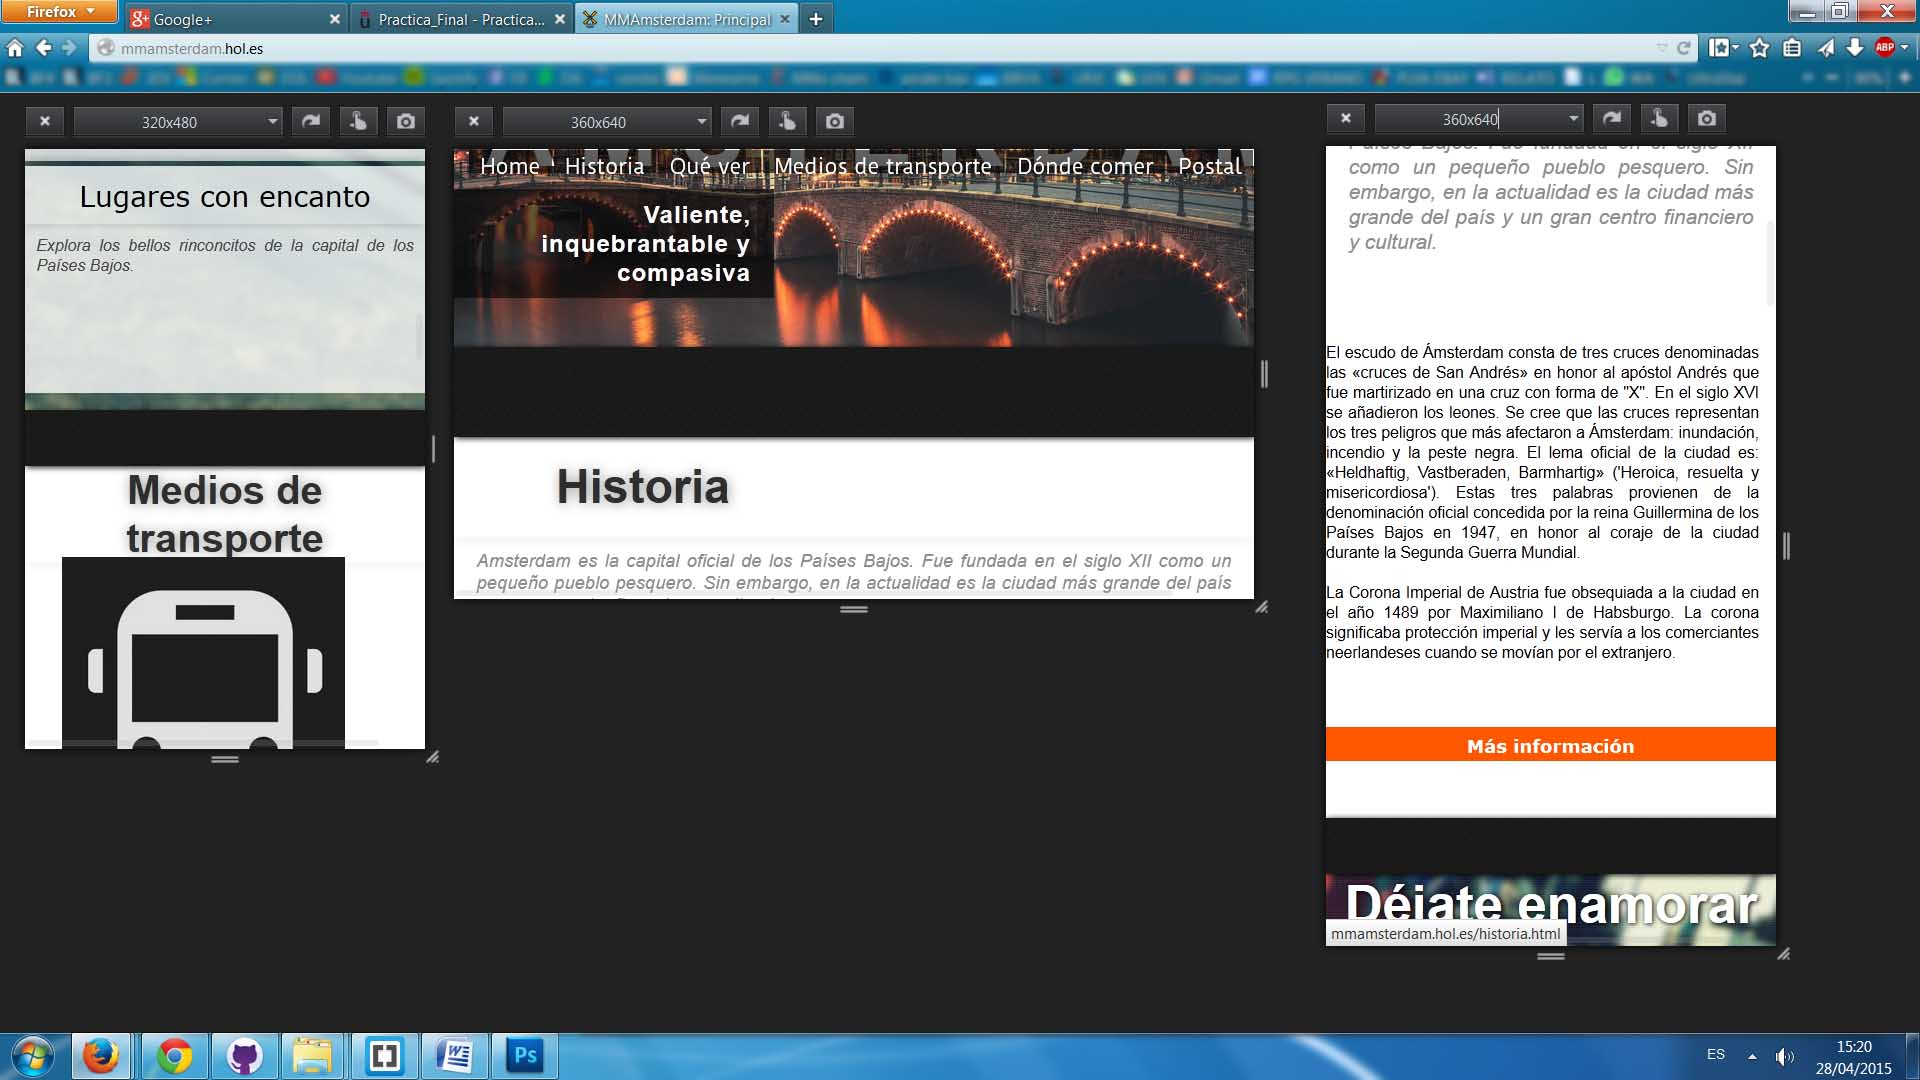 Firefox
Google+
Practica_Final - Practica...
MMAmsterdam: Principal
mmamsterdam.hol.es
ABP
320x480
360x640
360x640
Lugares con encanto
Explora los bellos rinconcitos de la capital de los
Países Bajos.
Medios de
transporte
Home
Historia
Qué ver
Medios de transporte
Dónde comer
Postal
Valiente,
inquebrantable y
compasiva
Historia
Amsterdam es la capital oficial de los Países Bajos. Fue fundada en el siglo XII como un
pequeño pueblo pesquero. Sin embargo, en la actualidad es la ciudad más grande del país
Países Bajos. Fue fundada en el siglo XII
como un pequeño pueblo pesquero. Sin
embargo, en la actualidad es la ciudad más
grande del país y un gran centro financiero
y cultural.
El escudo de Ámsterdam consta de tres cruces denominadas
las «cruces de San Andrés» en honor al apóstol Andrés que
fue martirizado en una cruz con forma de "X". En el siglo XVI
se añadieron los leones. Se cree que las cruces representan
los tres peligros que más afectaron a Ámsterdam: inundación,
incendio y la peste negra. El lema oficial de la ciudad es:
«Heldhaftig, Vastberaden, Barmhartig» ('Heroica, resuelta y
misericordiosa'). Estas tres palabras provienen de la
denominación oficial concedida por la reina Guillermina de los
Países Bajos en 1947, en honor al coraje de la ciudad
durante la Segunda Guerra Mundial.
La Corona Imperial de Austria fue obsequiada a la ciudad en
el año 1489 por Maximiliano I de Habsburgo. La corona
significaba protección imperial y les servía a los comerciantes
neerlandeses cuando se movían por el extranjero.
Más información
Déjate enamorar
mmamsterdam.hol.es/historia.html
Ps
ES
15:20
28/04/2015